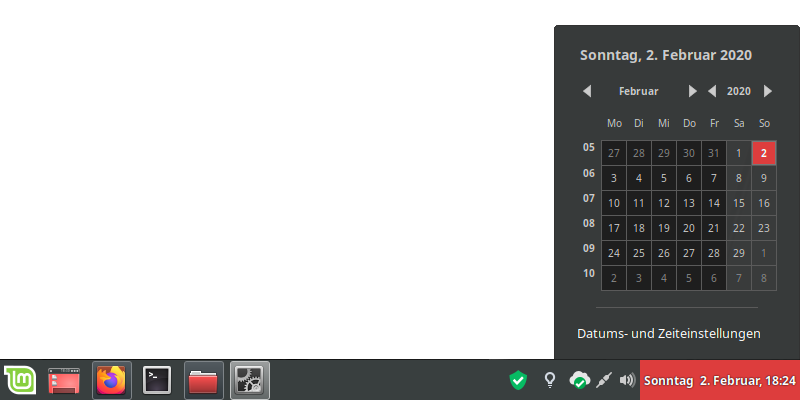 Sonntag, 2. Februar 2020
Februar 2020
Mo Di Mi Do Fr Sa So
05 27 28 29 30 31 1 2
06 3 4 5 6 7 8 9
07 10 11 12 13 14 15 16
08 17 18 19 20 21 22 23
09 24 25 26 27 28 29 1
10 2 3 4 5 6 7 8
Datums- und Zeiteinstellungen
Sonntag 2. Februar, 18:24